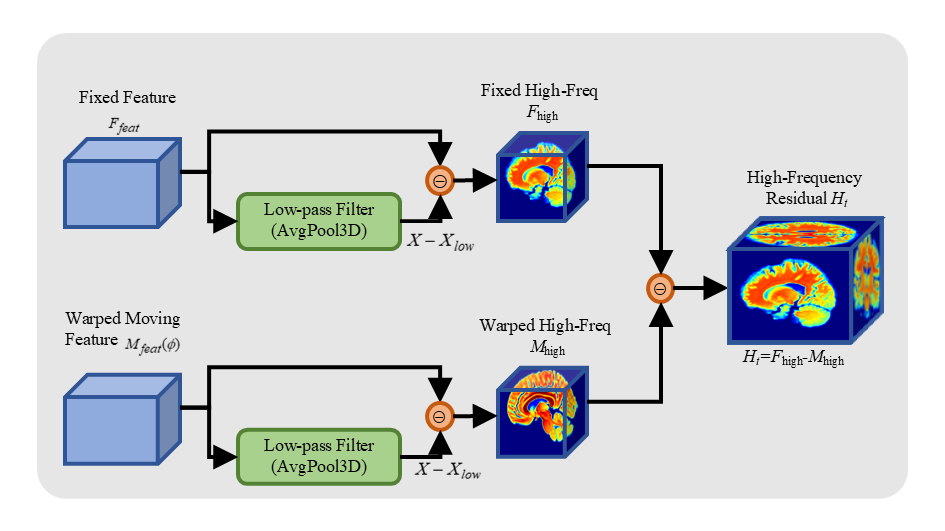 Fixed Feature
F_feat
Low-pass Filter
(AvgPool3D)
⊖
X − X_low
Fixed High-Freq
F_high
Warped Moving
Feature M_feat(ϕ)
Low-pass Filter
(AvgPool3D)
⊖
X − X_low
Warped High-Freq
M_high
⊖
High-Frequency
Residual H_t
H_t=F_high-M_high